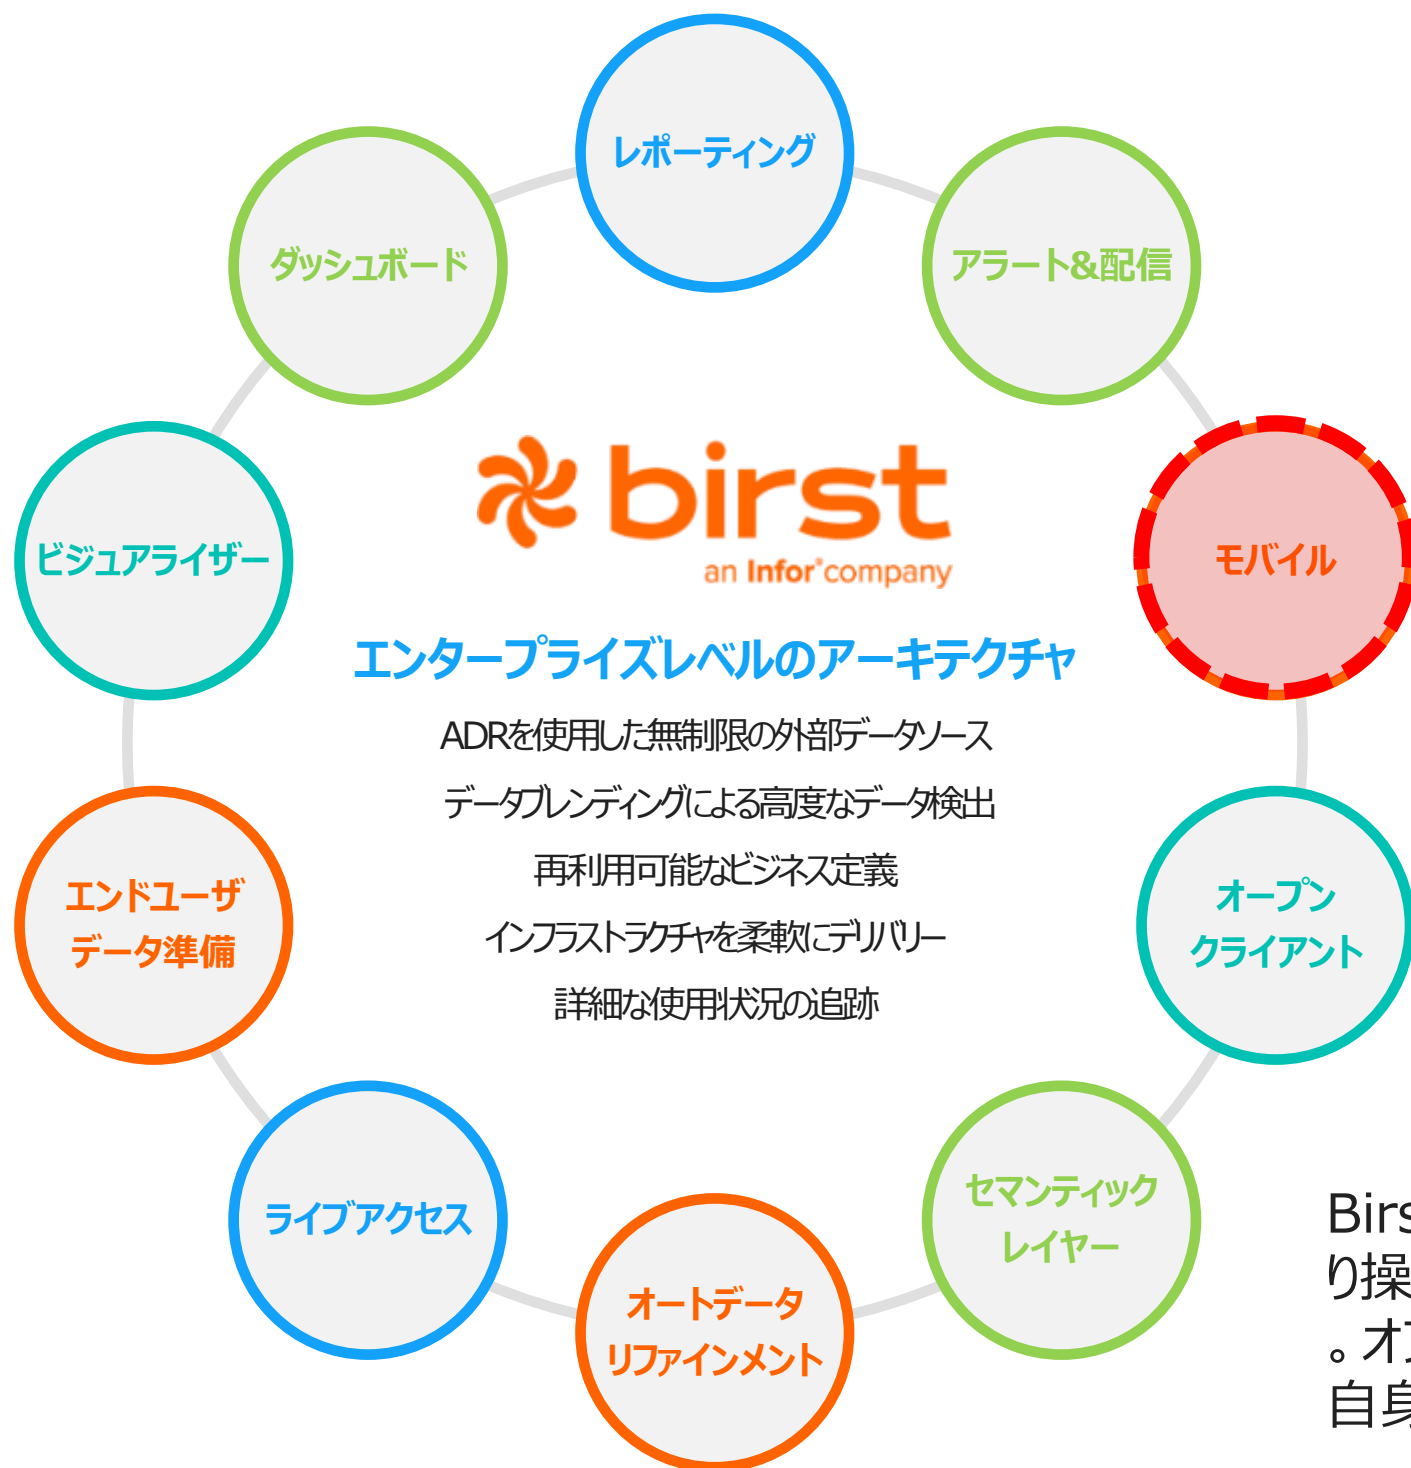 レポーティング
ダッシュボード
アラート&配信
birst
an Infor®company
ビジュアライザー
モバイル
エンタープライズレベルのアーキテクチャ
ADRを使用した無制限の外部データソース
データブレンディングによる高度なデータ検出
再利用可能なビジネス定義
インフラストラクチャを柔軟にデリバリー
詳細な使用状況の追跡
エンドユーザ
データ準備
オープン
クライアント
ライブアクセス
セマンティック
レイヤー
オートデータ
リファインメント
Birs
り操
。オフ
自身